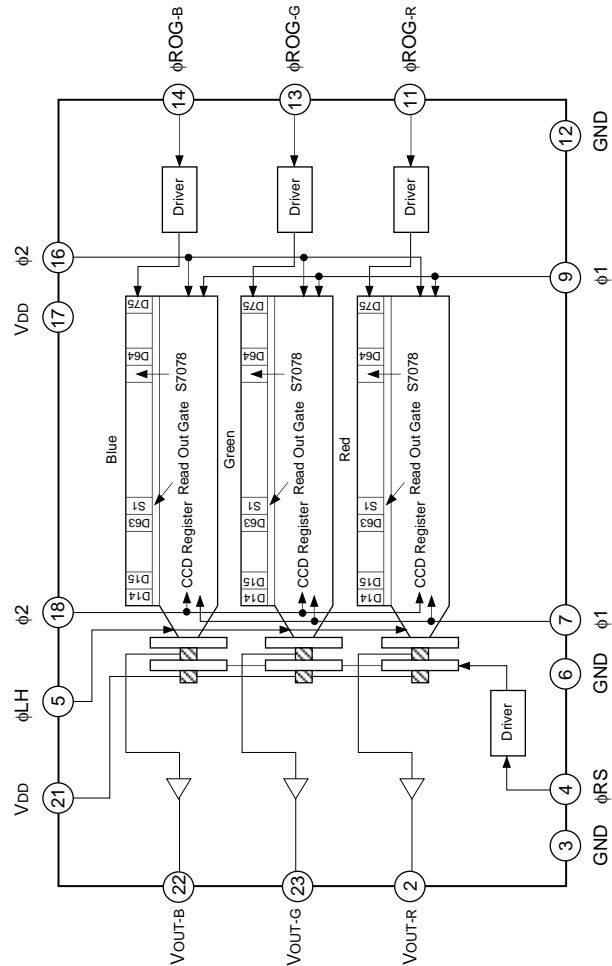 φROG-B
φROG-G
φROG-R
14
13
11
12
GND
Driver
Driver
Driver
φ2
16
9
φ1
VDD
17
D75
D64
S7078
Blue
Read Out Gate
S1
D63
CCD Register
D15
D14
D75
D64
S7078
Green
Read Out Gate
S1
D63
CCD Register
D15
D14
D75
D64
S7078
Red
Read Out Gate
S1
D63
CCD Register
D15
D14
φ2
18
7
φ1
φLH
5
6
GND
Driver
VDD
21
4
φRS
3
GND
22
23
2
VOUT-B
VOUT-G
VOUT-R